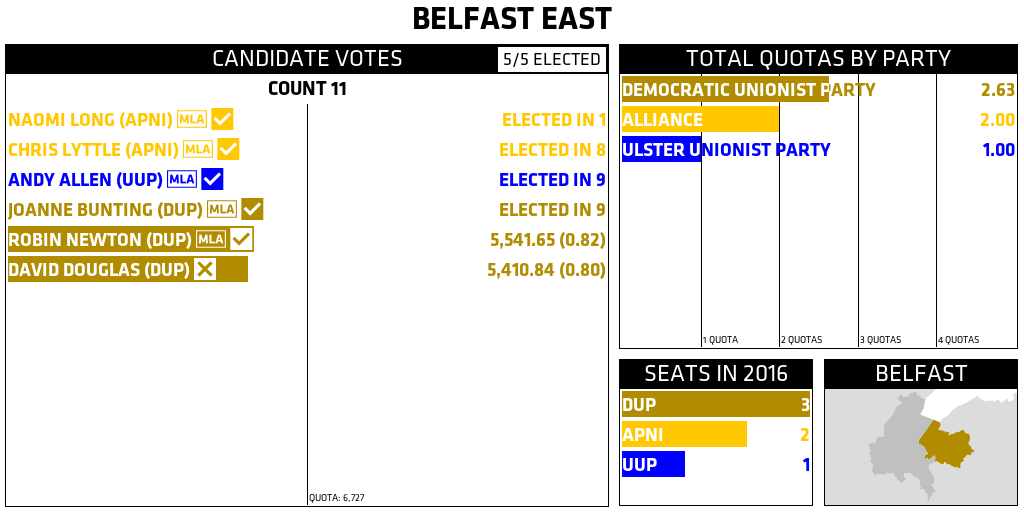 BELFAST EAST
CANDIDATE VOTES 5/5 ELECTED
COUNT 11
NAOMI LONG (APNI) MLA ELECTED IN 1
CHRIS LYTTLE (APNI) MLA ELECTED IN 8
ANDY ALLEN (UUP) MLA ELECTED IN 9
JOANNE BUNTING (DUP) MLA ELECTED IN 9
ROBIN NEWTON (DUP) MLA 5,541.65 (0.82)
DAVID DOUGLAS (DUP) 5,410.84 (0.80)
QUOTA: 6,727
TOTAL QUOTAS BY PARTY
DEMOCRATIC UNIONIST PARTY 2.63
ALLIANCE 2.00
ULSTER UNIONIST PARTY 1.00
1 QUOTA 2 QUOTAS 3 QUOTAS 4 QUOTAS
SEATS IN 2016
DUP 3
APNI 2
UUP 1
BELFAST